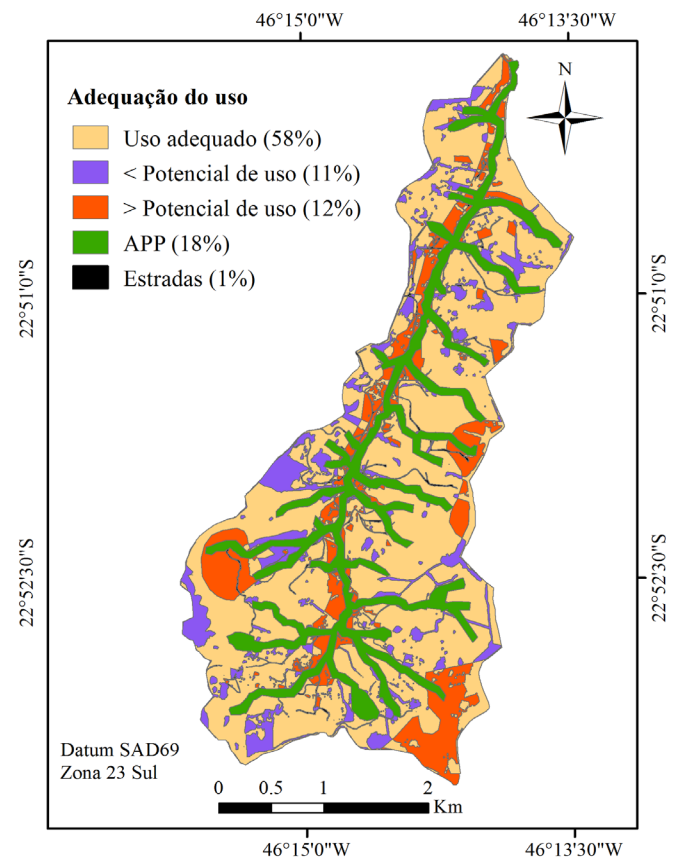 46°15'0"W 46°13'30"W
N
Adequação do uso
Uso adequado (58%)
< Potencial de uso (11%)
> Potencial de uso (12%)
APP (18%)
Estradas (1%)
22°51'0"S 22°51'0"S
22°52'30"S 22°52'30"S
Datum SAD69
Zona 23 Sul
0 0.5 1 2
Km
46°15'0"W 46°13'30"W